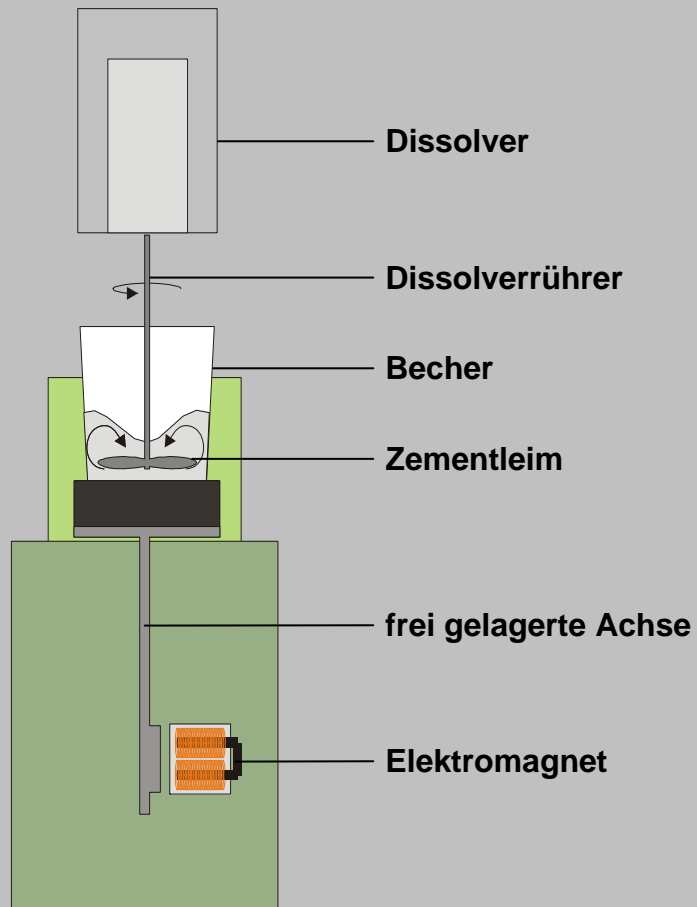 Dissolver
Dissolverrührer
Becher
Zementleim
frei gelagerte Achse
Elektromagnet